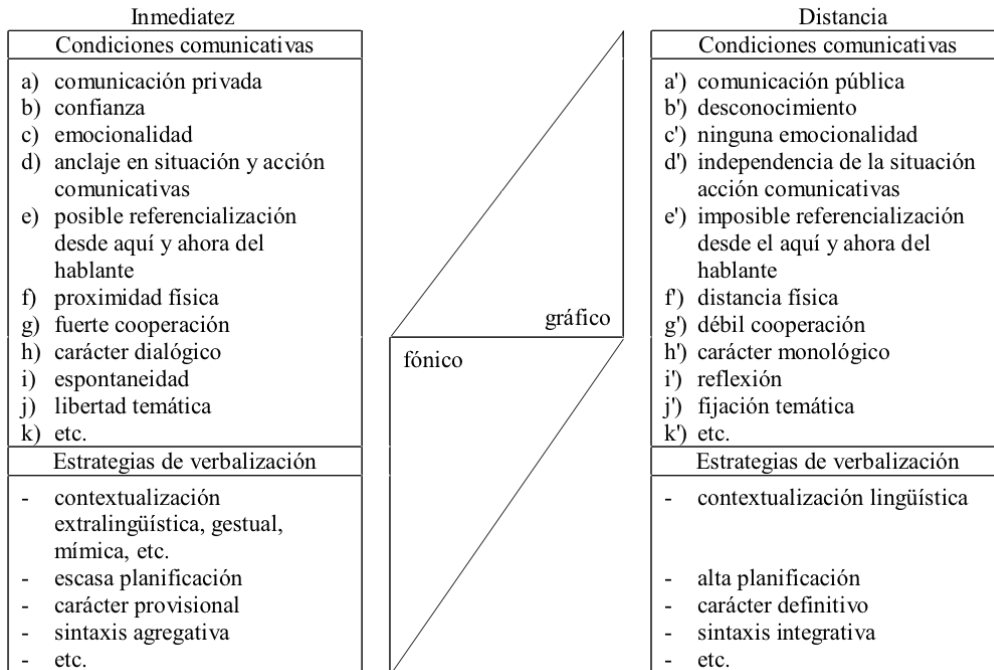 Inmediatez
Condiciones comunicativas
a) comunicación privada
b) confianza
c) emocionalidad
d) anclaje en situación y acción
comunicativas
e) posible referencialización
desde aquí y ahora del
hablante
f) proximidad física
g) fuerte cooperación
h) carácter dialógico
i) espontaneidad
j) libertad temática
k) etc.
Estrategias de verbalización
- contextualización
extralingüística, gestual,
mímica, etc.
- escasa planificación
- carácter provisional
- sintaxis agregativa
- etc.
gráfico
fónico
Distancia
Condiciones comunicativas
a') comunicación pública
b') desconocimiento
c') ninguna emocionalidad
d') independencia de la situación
acción comunicativas
e') imposible referencialización
desde el aquí y ahora del
hablante
f') distancia física
g') débil cooperación
h') carácter monológico
i') reflexión
j') fijación temática
k') etc.
Estrategias de verbalización
- contextualización lingüística
- alta planificación
- carácter definitivo
- sintaxis integrativa
- etc.